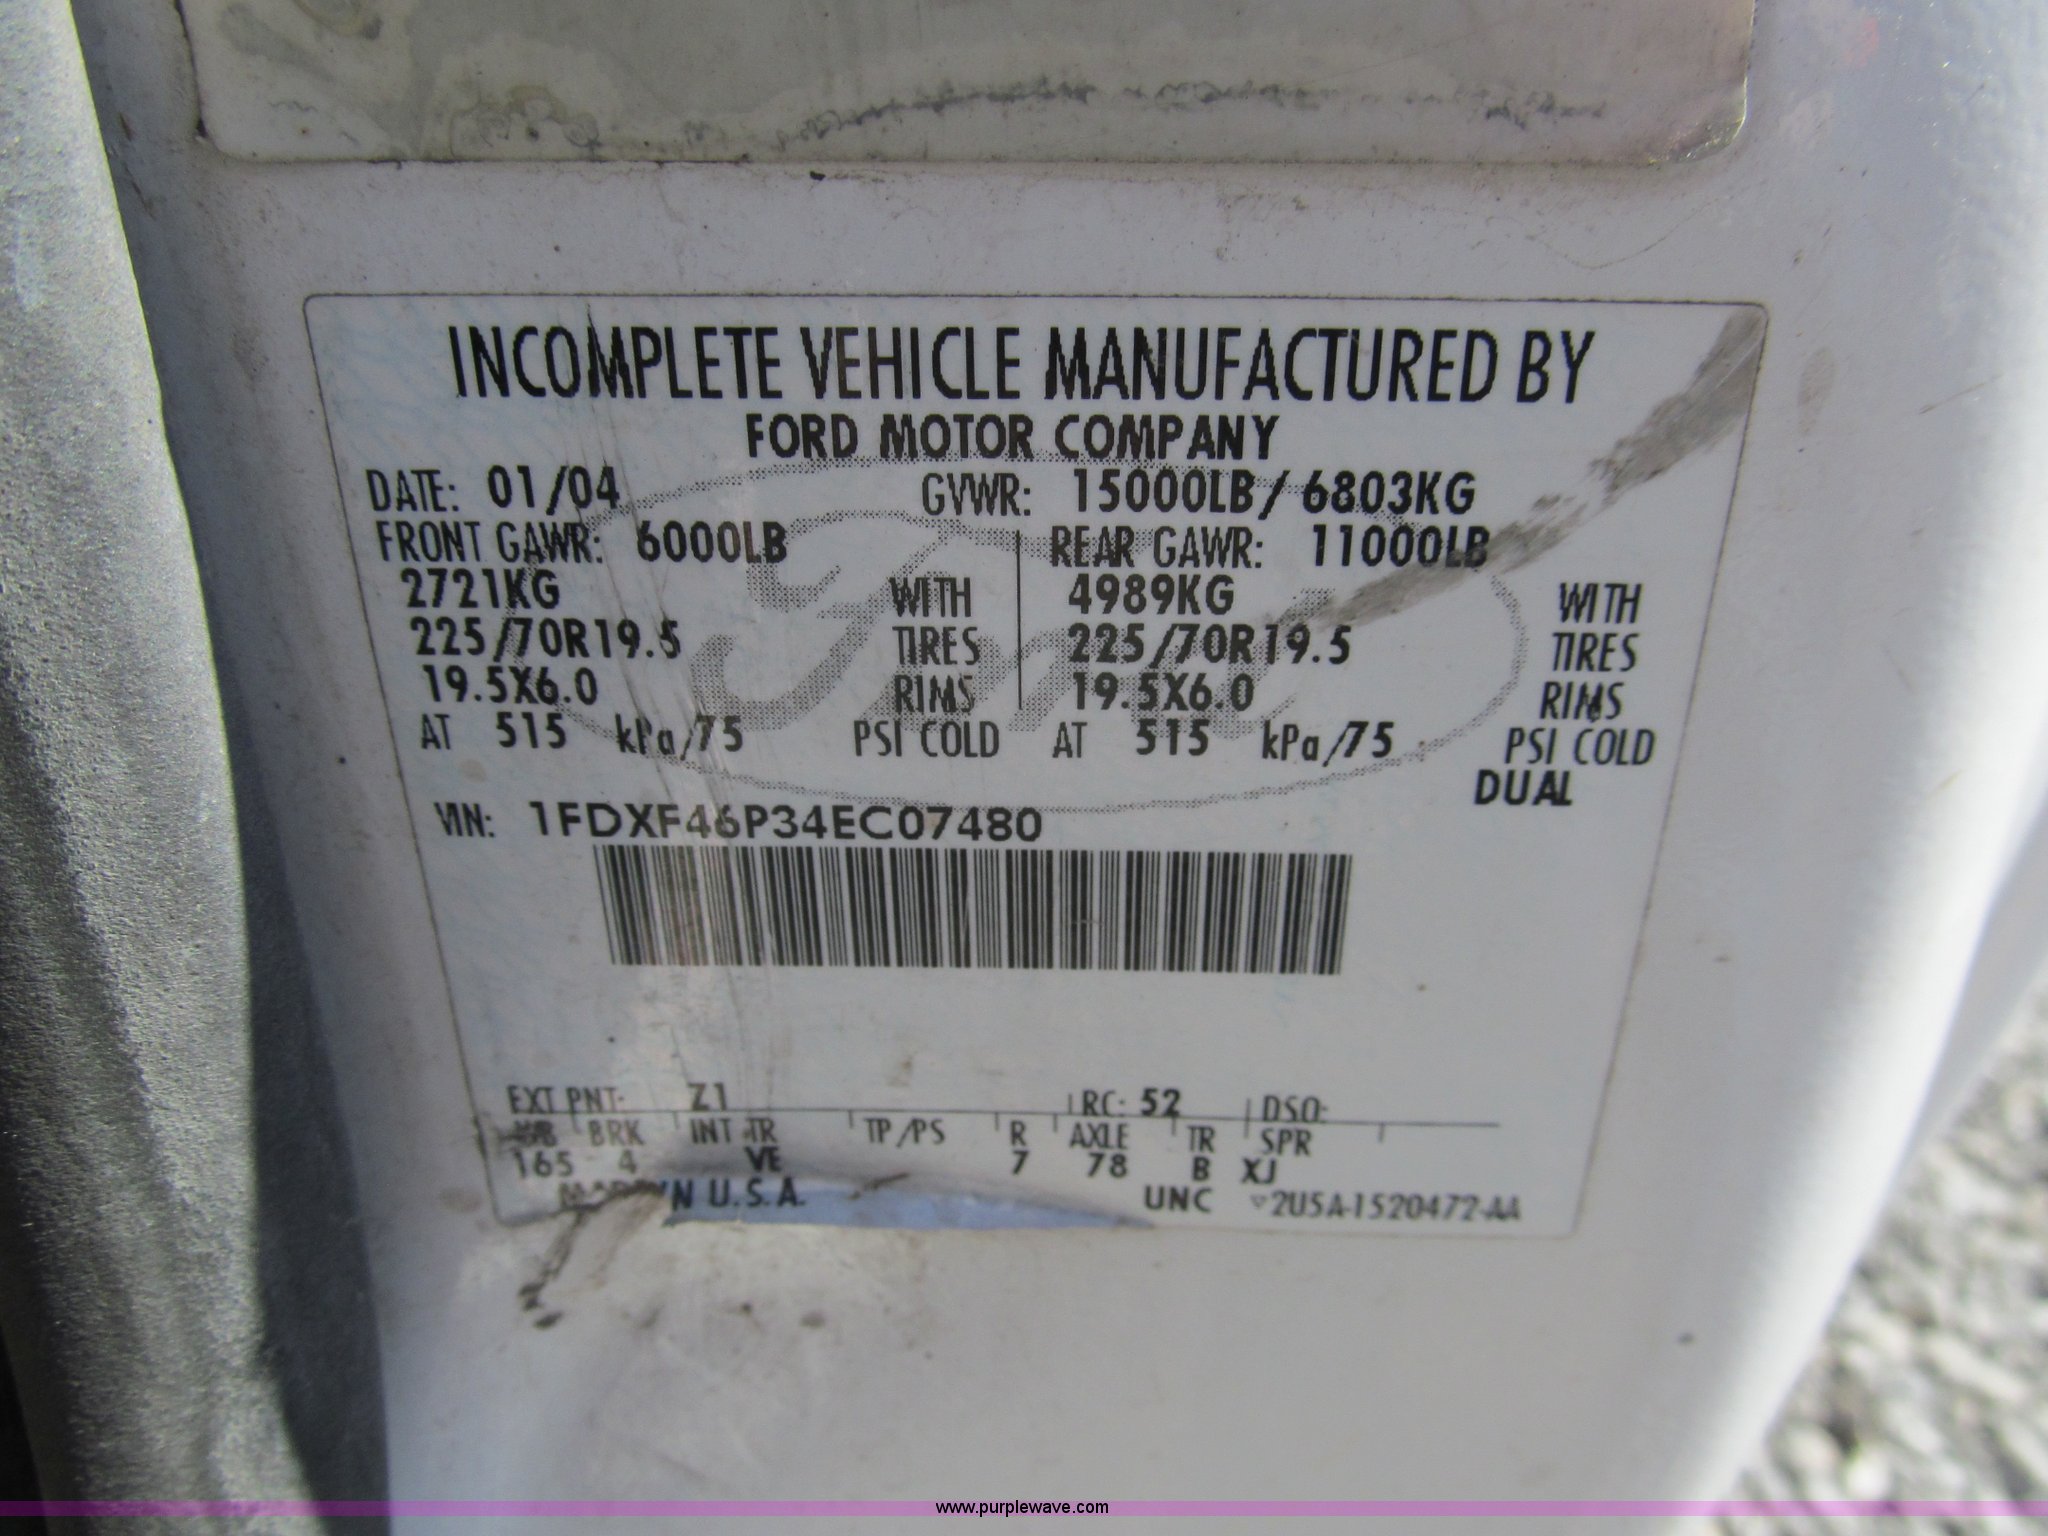 INCOMPLETE VEHICLE MANUFACTURED BY
FORD MOTOR COMPANY
DATE: 01/04 GVWR: 15000LB/ 6803KG
FRONT GAWR: 6000LB REAR GAWR: 11000LB
2721KG WITH 4989KG WITH
225/70R19.5 TIRES 225/70R19.5 TIRES
19.5X6.0 RIMS 19.5X6.0 RIMS
AT 515 kPa/75 PSI COLD AT 515 kPa/75 PSI COLD
DUAL
VIN: 1FDXF46P34EC07480
EXT PNT: Z1 RC: 52 DSO:
WB BRK INT TR TP/PS R AXLE TR SPR
165 4 VE 7 78 B XJ
MADE IN U.S.A. UNC 2U5A-1520472-AA
www.purplewave.com